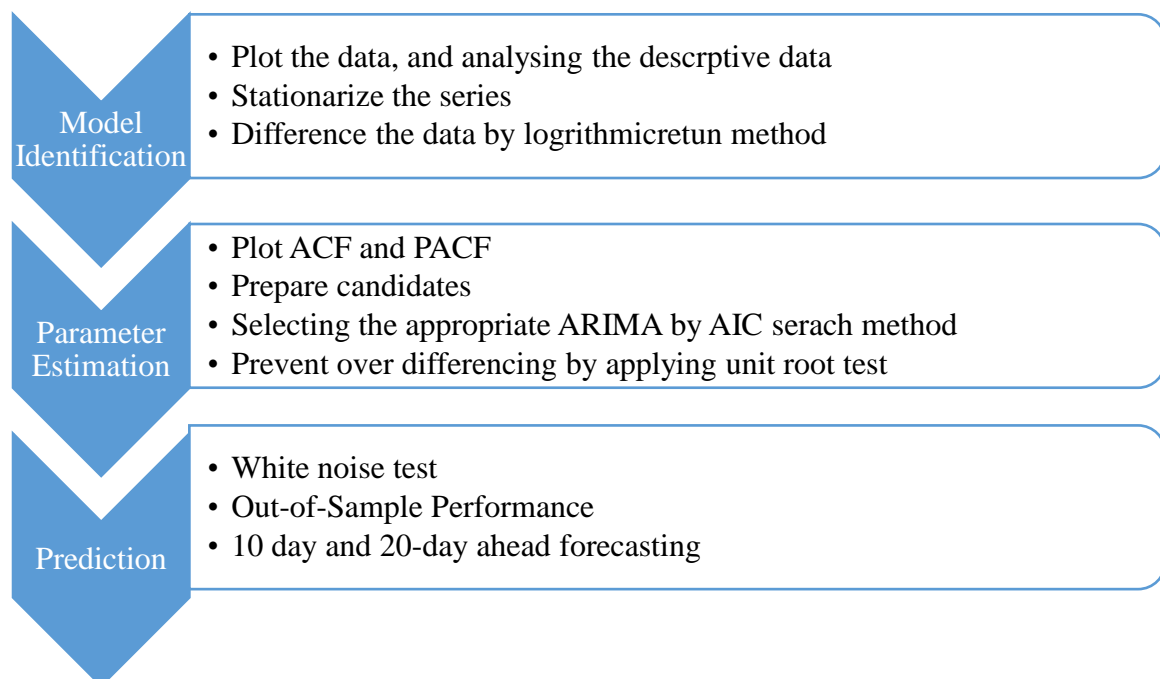 Model
Identification
• Plot the data, and analysing the descrptive data
• Stationarize the series
• Difference the data by logrithmicretun method
Parameter
Estimation
• Plot ACF and PACF
• Prepare candidates
• Selecting the appropriate ARIMA by AIC serach method
• Prevent over differencing by applying unit root test
Prediction
• White noise test
• Out-of-Sample Performance
• 10 day and 20-day ahead forecasting